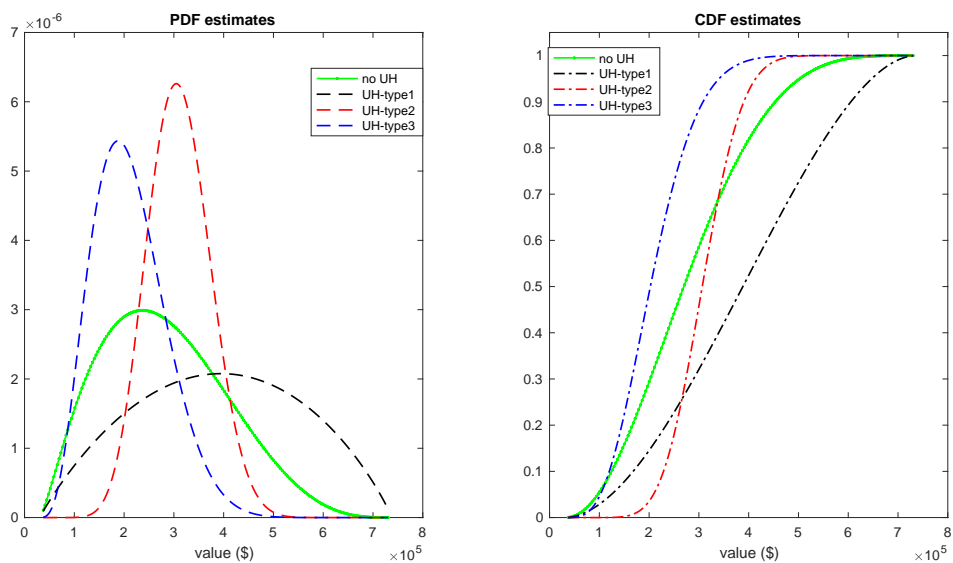 PDF estimates
×10⁻⁶
7
6
5
4
3
2
1
0
0 1 2 3 4 5 6 7 8
value ($)
×10⁵
no UH
UH-type1
UH-type2
UH-type3
CDF estimates
1
0.9
0.8
0.7
0.6
0.5
0.4
0.3
0.2
0.1
0
0 1 2 3 4 5 6 7 8
value ($)
×10⁵
no UH
UH-type1
UH-type2
UH-type3